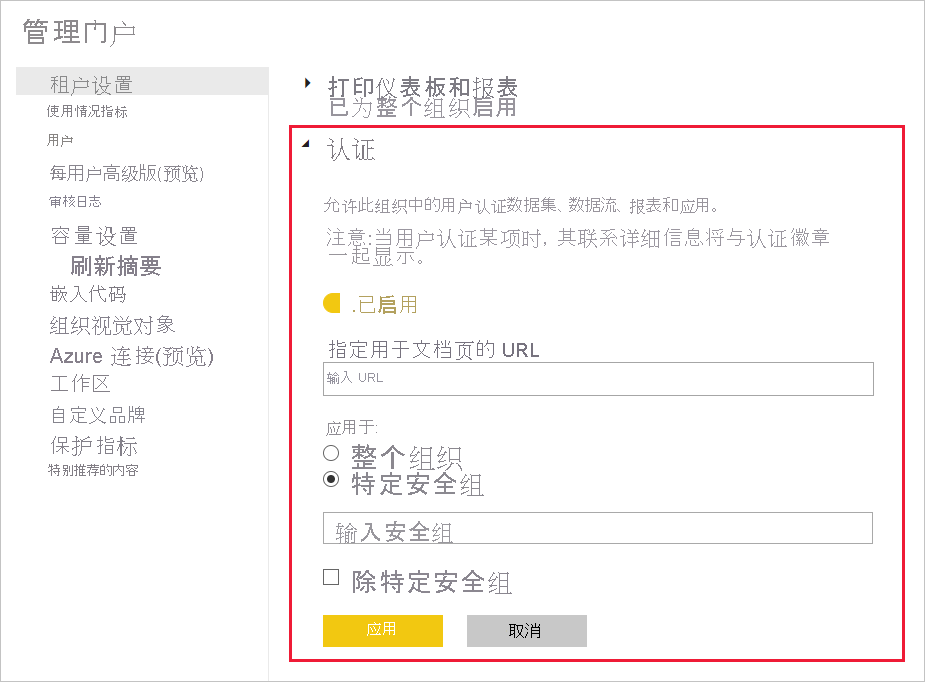 管理门户
租户设置
使用情况指标
用户
每用户高级版(预览)
审核日志
容量设置
刷新摘要
嵌入代码
组织视觉对象
Azure 连接(预览)
工作区
自定义品牌
保护指标
特别推荐的内容
打印仪表板和报表
已为整个组织启用
认证
允许此组织中的用户认证数据集、数据流、报表和应用。
注意:当用户认证某项时, 其联系详细信息将与认证徽章
一起显示。
.已启用
指定用于文档页的 URL
输入 URL
应用于:
整个组织
特定安全组
输入安全组
除特定安全组
应用
取消